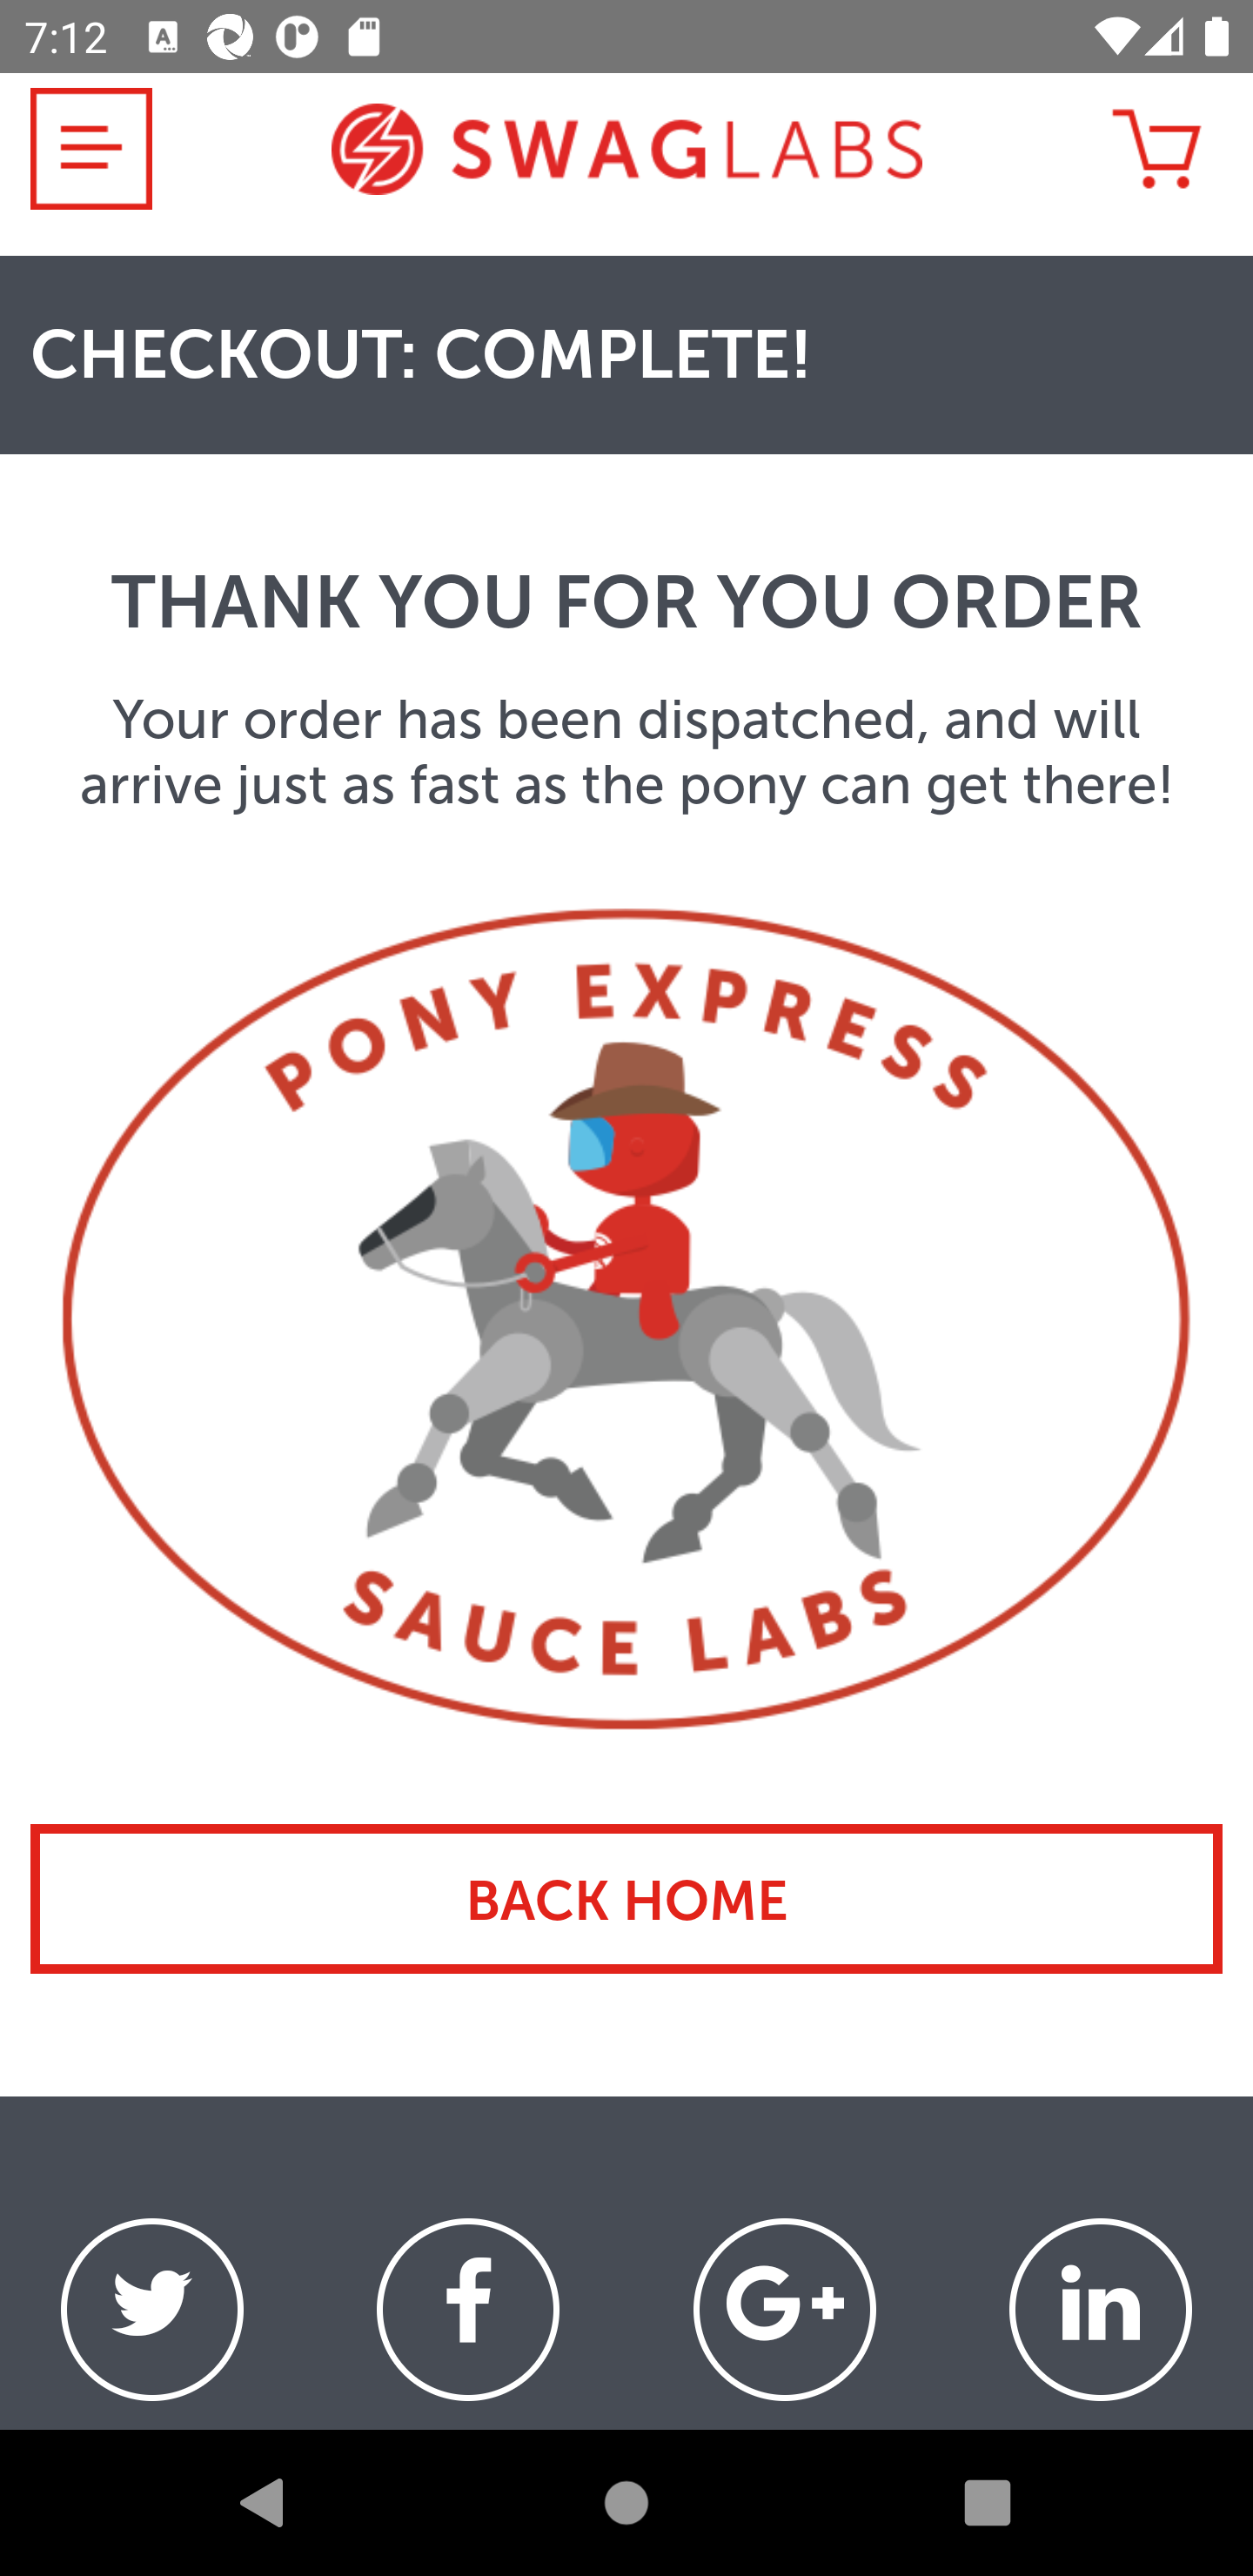 7:12
SWAGLABS
CHECKOUT: COMPLETE!
THANK YOU FOR YOU ORDER
Your order has been dispatched, and will
arrive just as fast as the pony can get there!
PONY EXPRESS
SAUCE LABS
BACK HOME